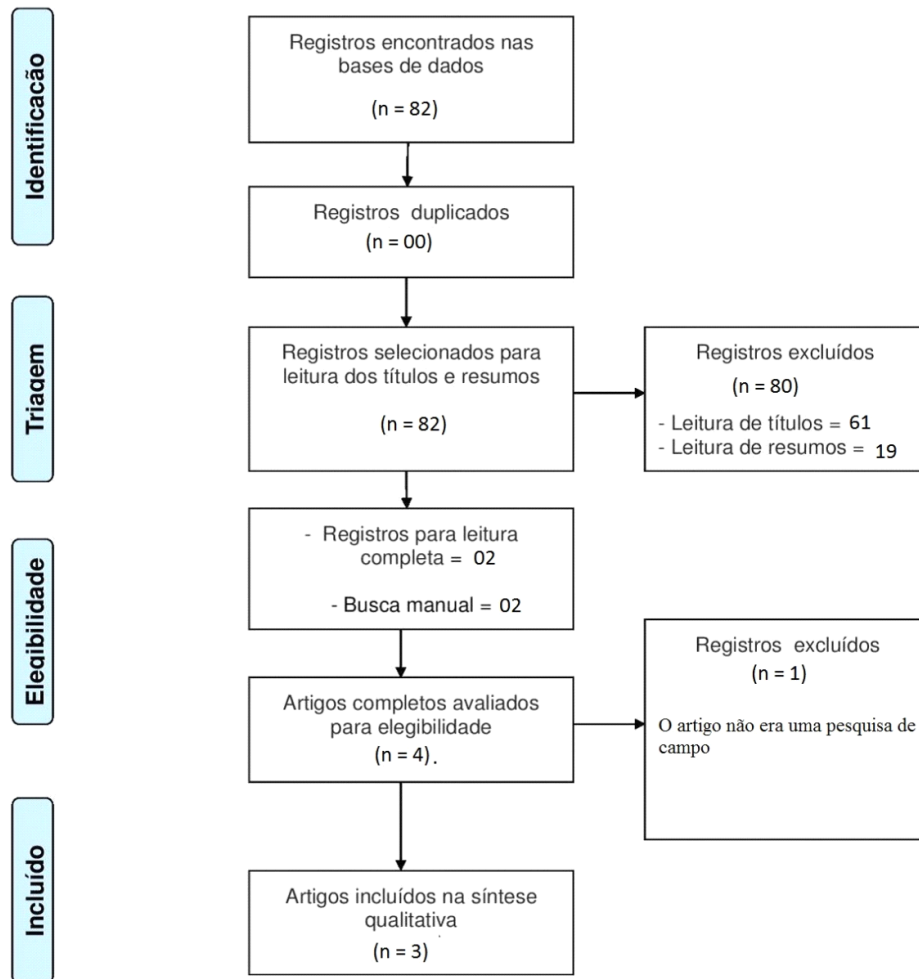 Identificação
Registros encontrados nas
bases de dados
(n = 82)
Registros duplicados
(n = 00)
Triagem
Registros selecionados para
leitura dos títulos e resumos
(n = 82)
Registros excluídos
(n = 80)
- Leitura de títulos = 61
- Leitura de resumos = 19
Elegibilidade
- Registros para leitura
completa = 02
- Busca manual = 02
Artigos completos avaliados
para elegibilidade
(n = 4).
Registros excluídos
(n = 1)
O artigo não era uma pesquisa de
campo
Incluído
Artigos incluídos na síntese
qualitativa
(n = 3)